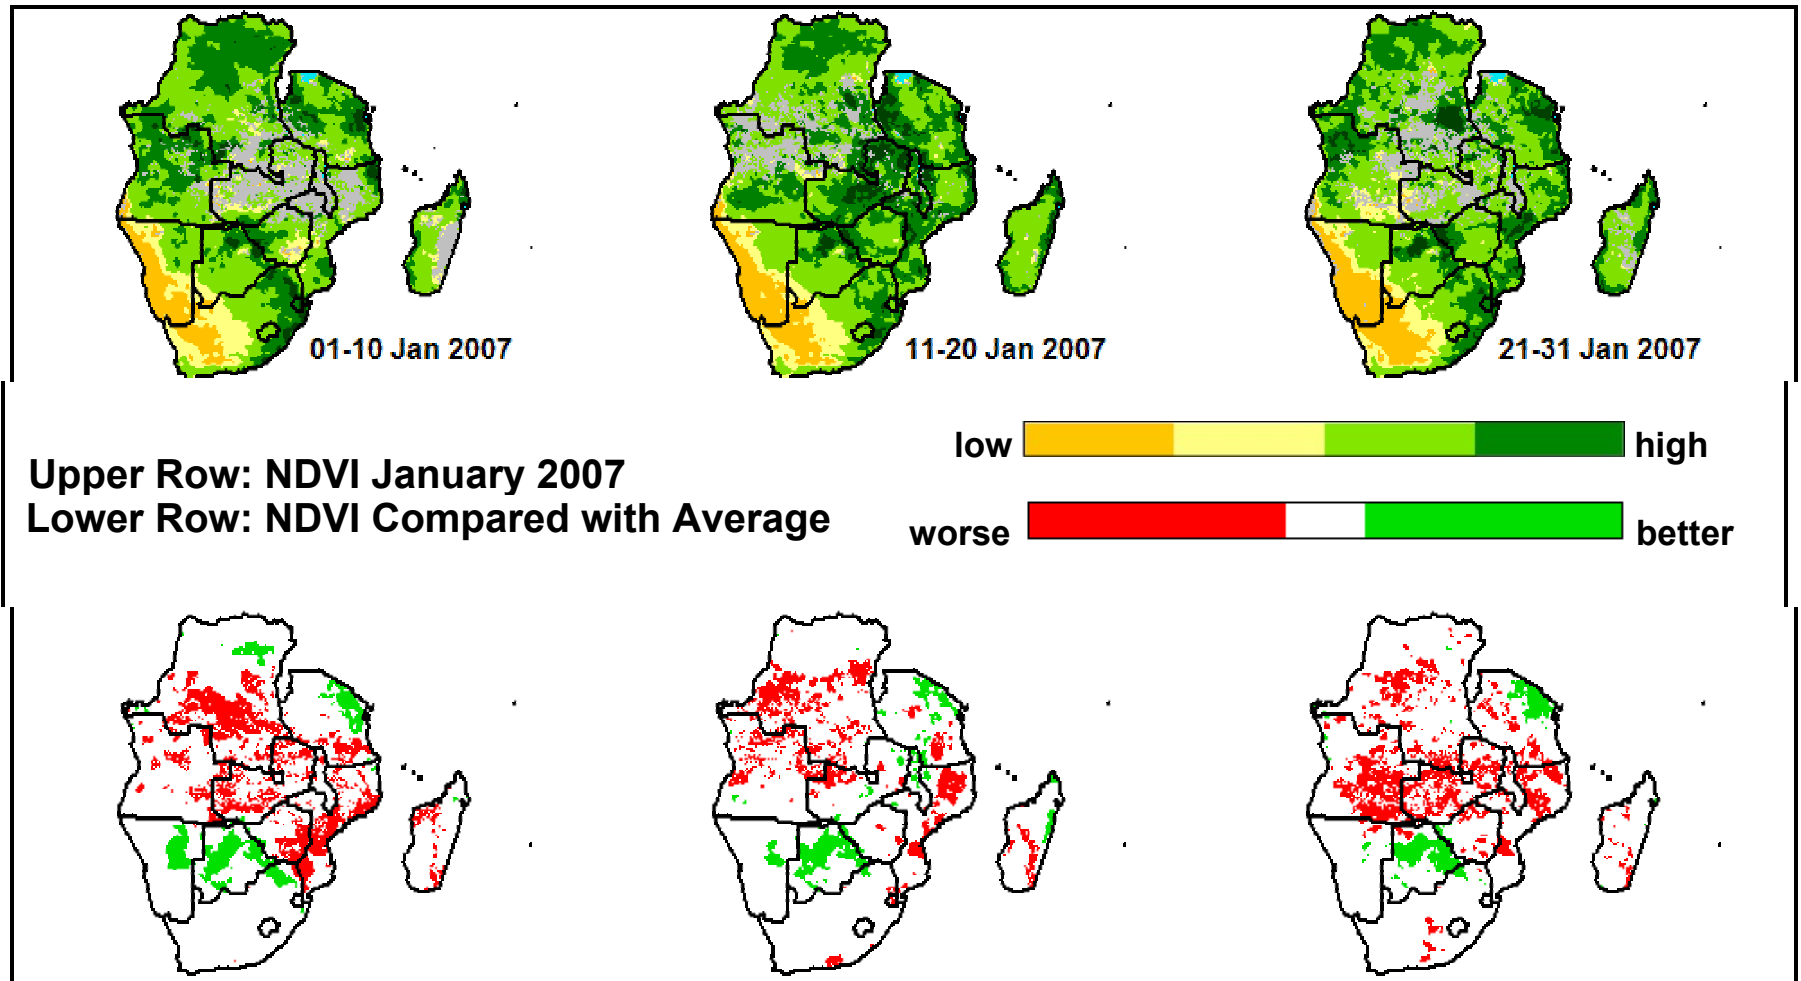 01-10 Jan 2007
11-20 Jan 2007
21-31 Jan 2007
low
high
Upper Row: NDVI January 2007
Lower Row: NDVI Compared with Average
worse
better